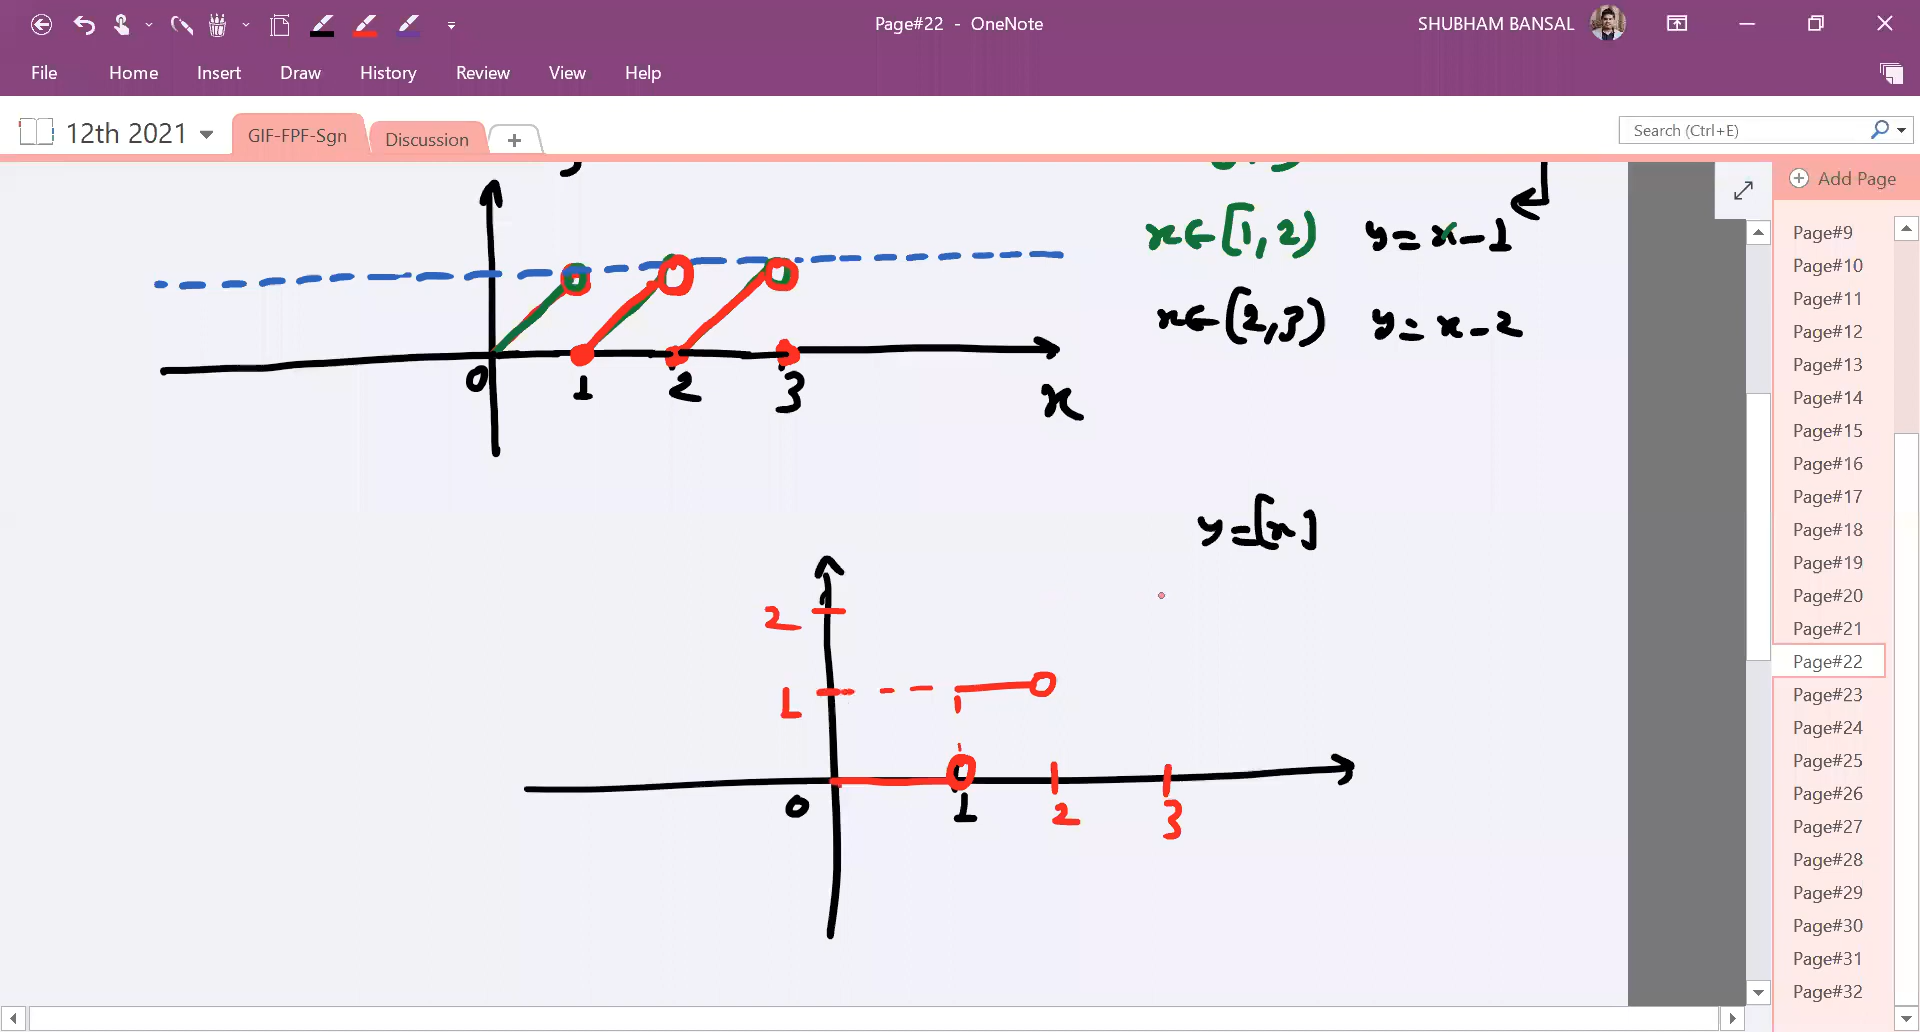 Page#22 - OneNote
SHUBHAM BANSAL
File Home Insert Draw History Review View Help
12th 2021
GIF-FPF-Sgn
Discussion
Search (Ctrl+E)
Add Page
x∈[1,2) y=x-1
x∈[2,3) y=x-2
0 1 2 3 x
y=[x]
2
1
0 1 2 3
Page#9
Page#10
Page#11
Page#12
Page#13
Page#14
Page#15
Page#16
Page#17
Page#18
Page#19
Page#20
Page#21
Page#22
Page#23
Page#24
Page#25
Page#26
Page#27
Page#28
Page#29
Page#30
Page#31
Page#32